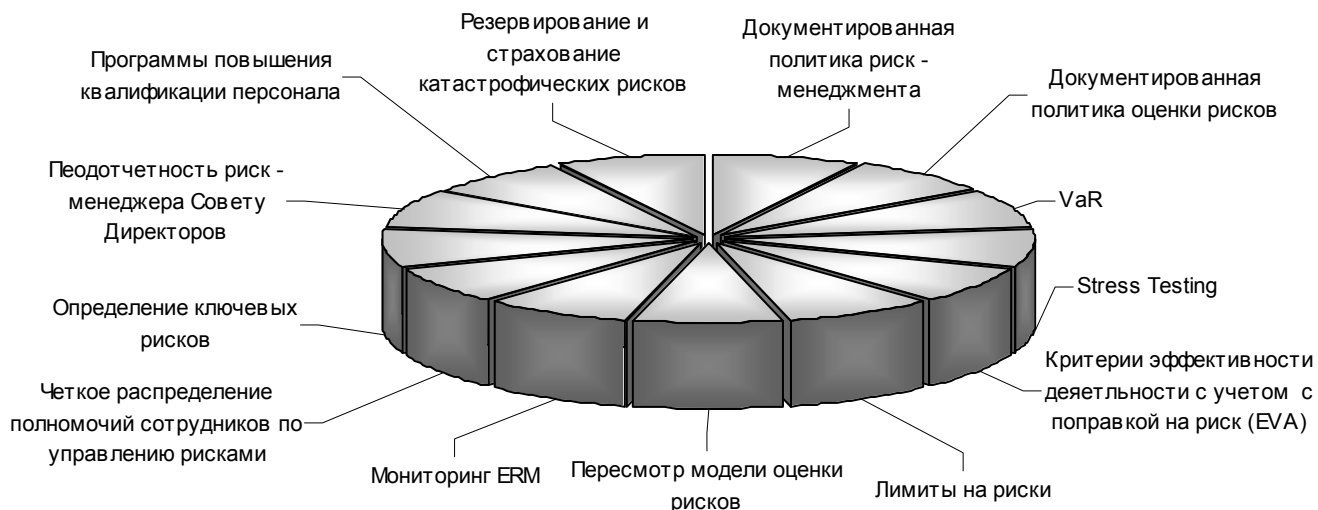 Резервирование и
страхование
катастрофических рисков
Документированная
политика риск -
менеджмента
Программы повышения
квалификации персонала
Документированная
политика оценки рисков
Пеодотчетность риск -
менеджера Совету
Директоров
VaR
Stress Testing
Определение ключевых
рисков
Критерии эффективности
деяетльности с учетом с
поправкой на риск (EVA)
Четкое распределение
полномочий сотрудников по
управлению рисками
Мониторинг ERM
Пересмотр модели оценки
рисков
Лимиты на риски